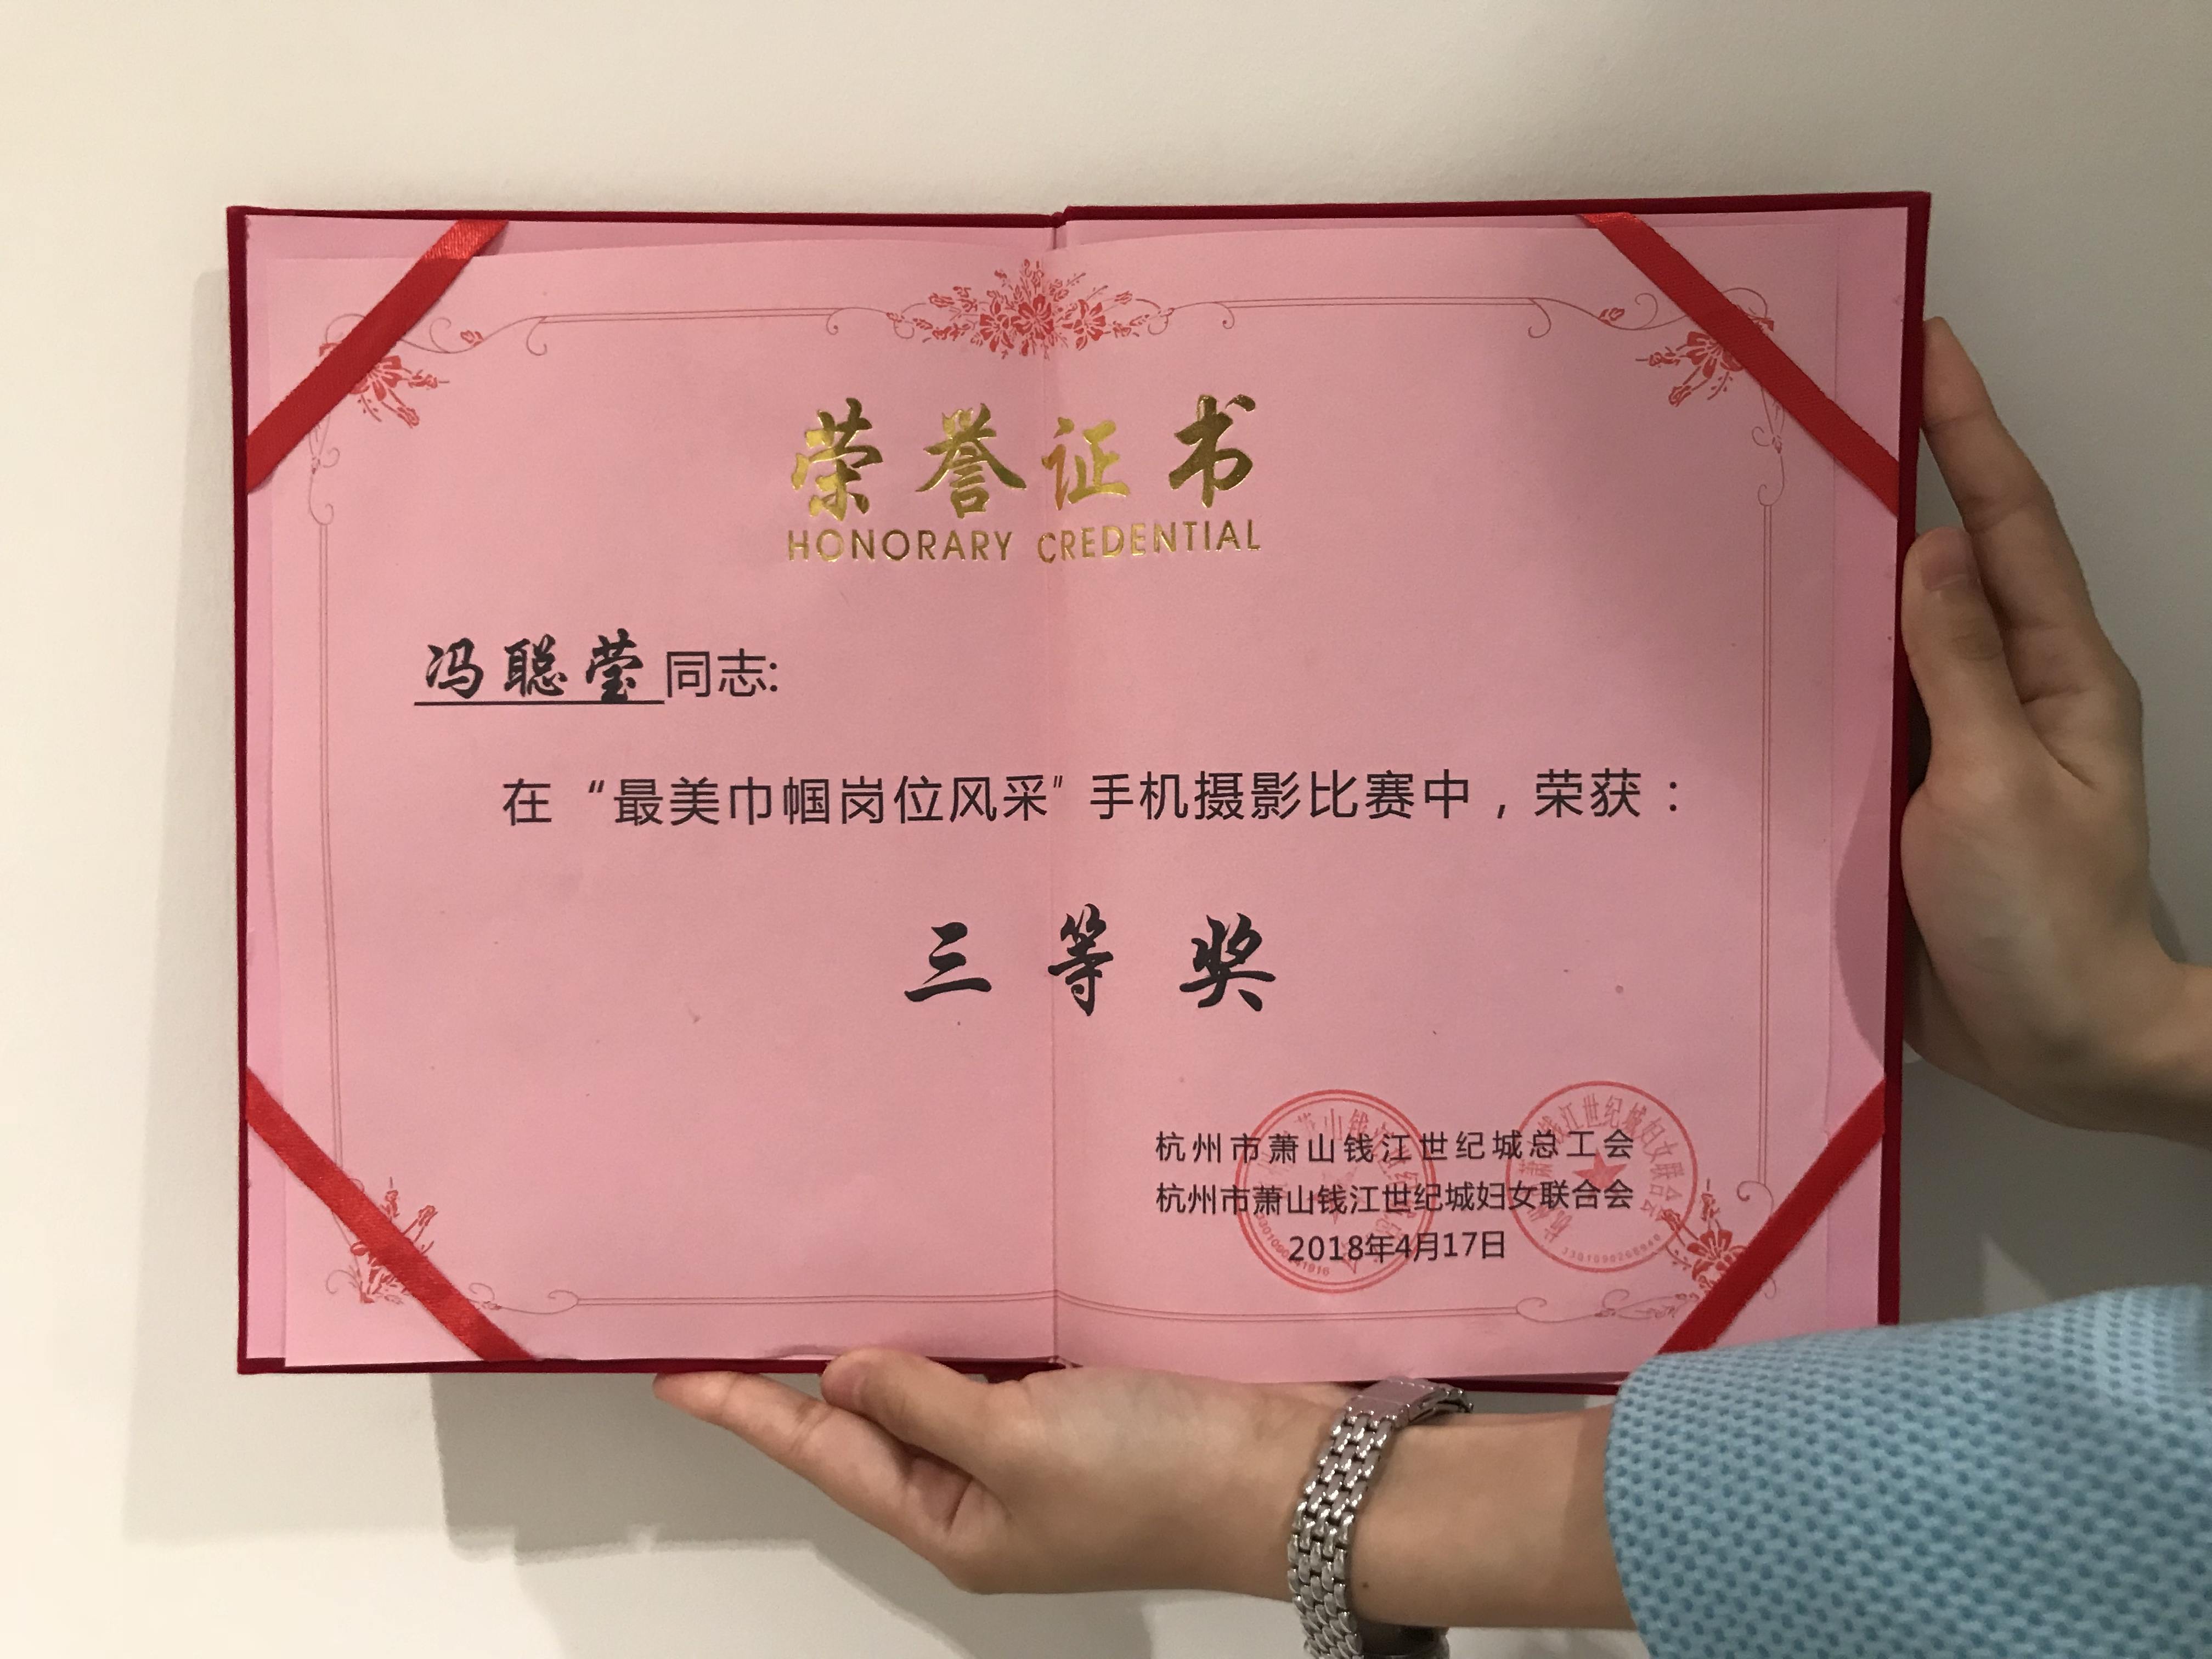 荣誉证书
HONORARY CREDENTIAL
冯聪莹同志:
在“最美巾帼岗位风采”手机摄影比赛中，荣获：
三等奖
杭州市萧山钱江世纪城总工会
杭州市萧山钱江世纪城妇女联合会
2018年4月17日